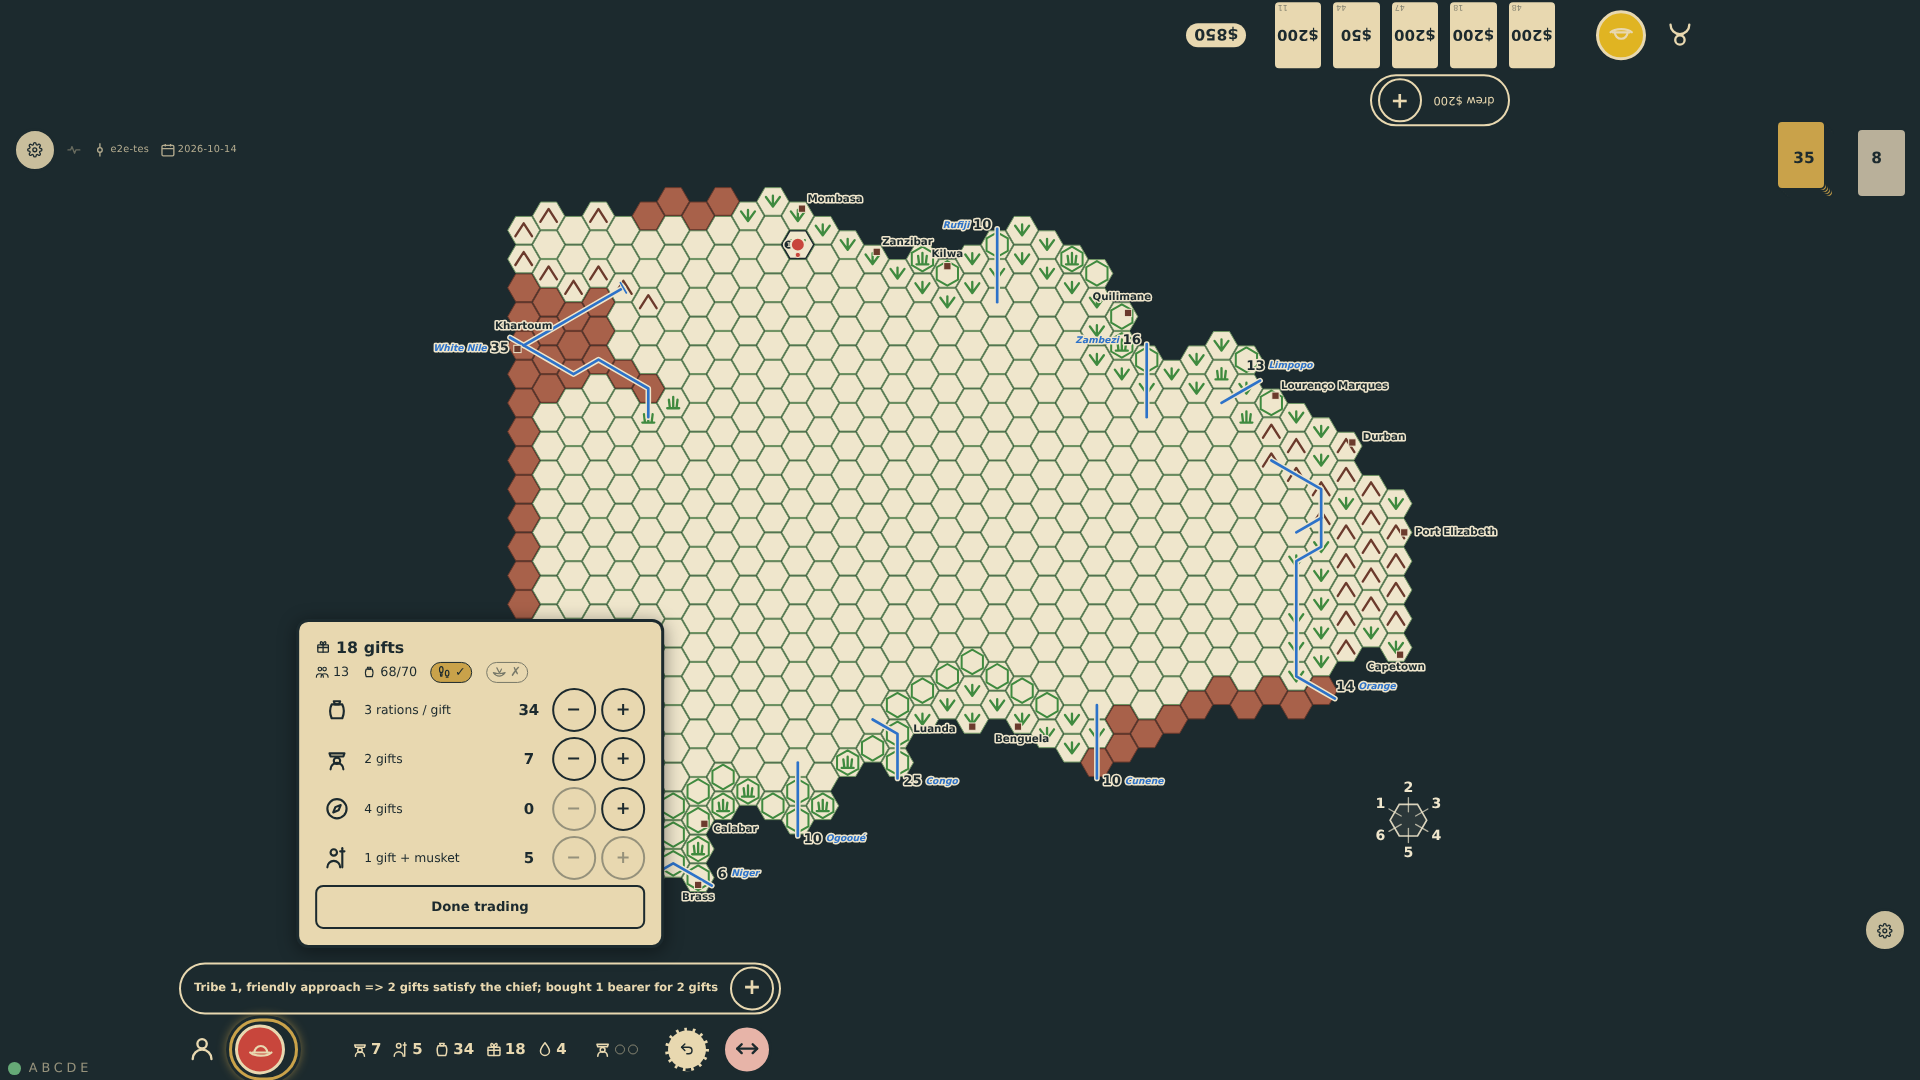 $850
11
$200
44
$50
47
$200
18
$200
48
$200
drew $200
+
e2e-tes
2026-10-14
35
8
Mombasa
Zanzibar
Rufiji 10
Kilwa
Quilimane
Zambezi 16
Khartoum
White Nile 35
13 Limpopo
Lourenço Marques
Durban
Port Elizabeth
Capetown
14 Orange
Luanda
Benguela
25 Congo
10 Cunene
Calabar
10 Ogooué
6 Niger
Brass
1 2 3
6 5 4
18 gifts
13 68/70 ✓ ✗
3 rations / gift 34 − +
2 gifts 7 − +
4 gifts 0 − +
1 gift + musket 5 − +
Done trading
Tribe 1, friendly approach => 2 gifts satisfy the chief; bought 1 bearer for 2 gifts +
7 5 34 18 4
A B C D E